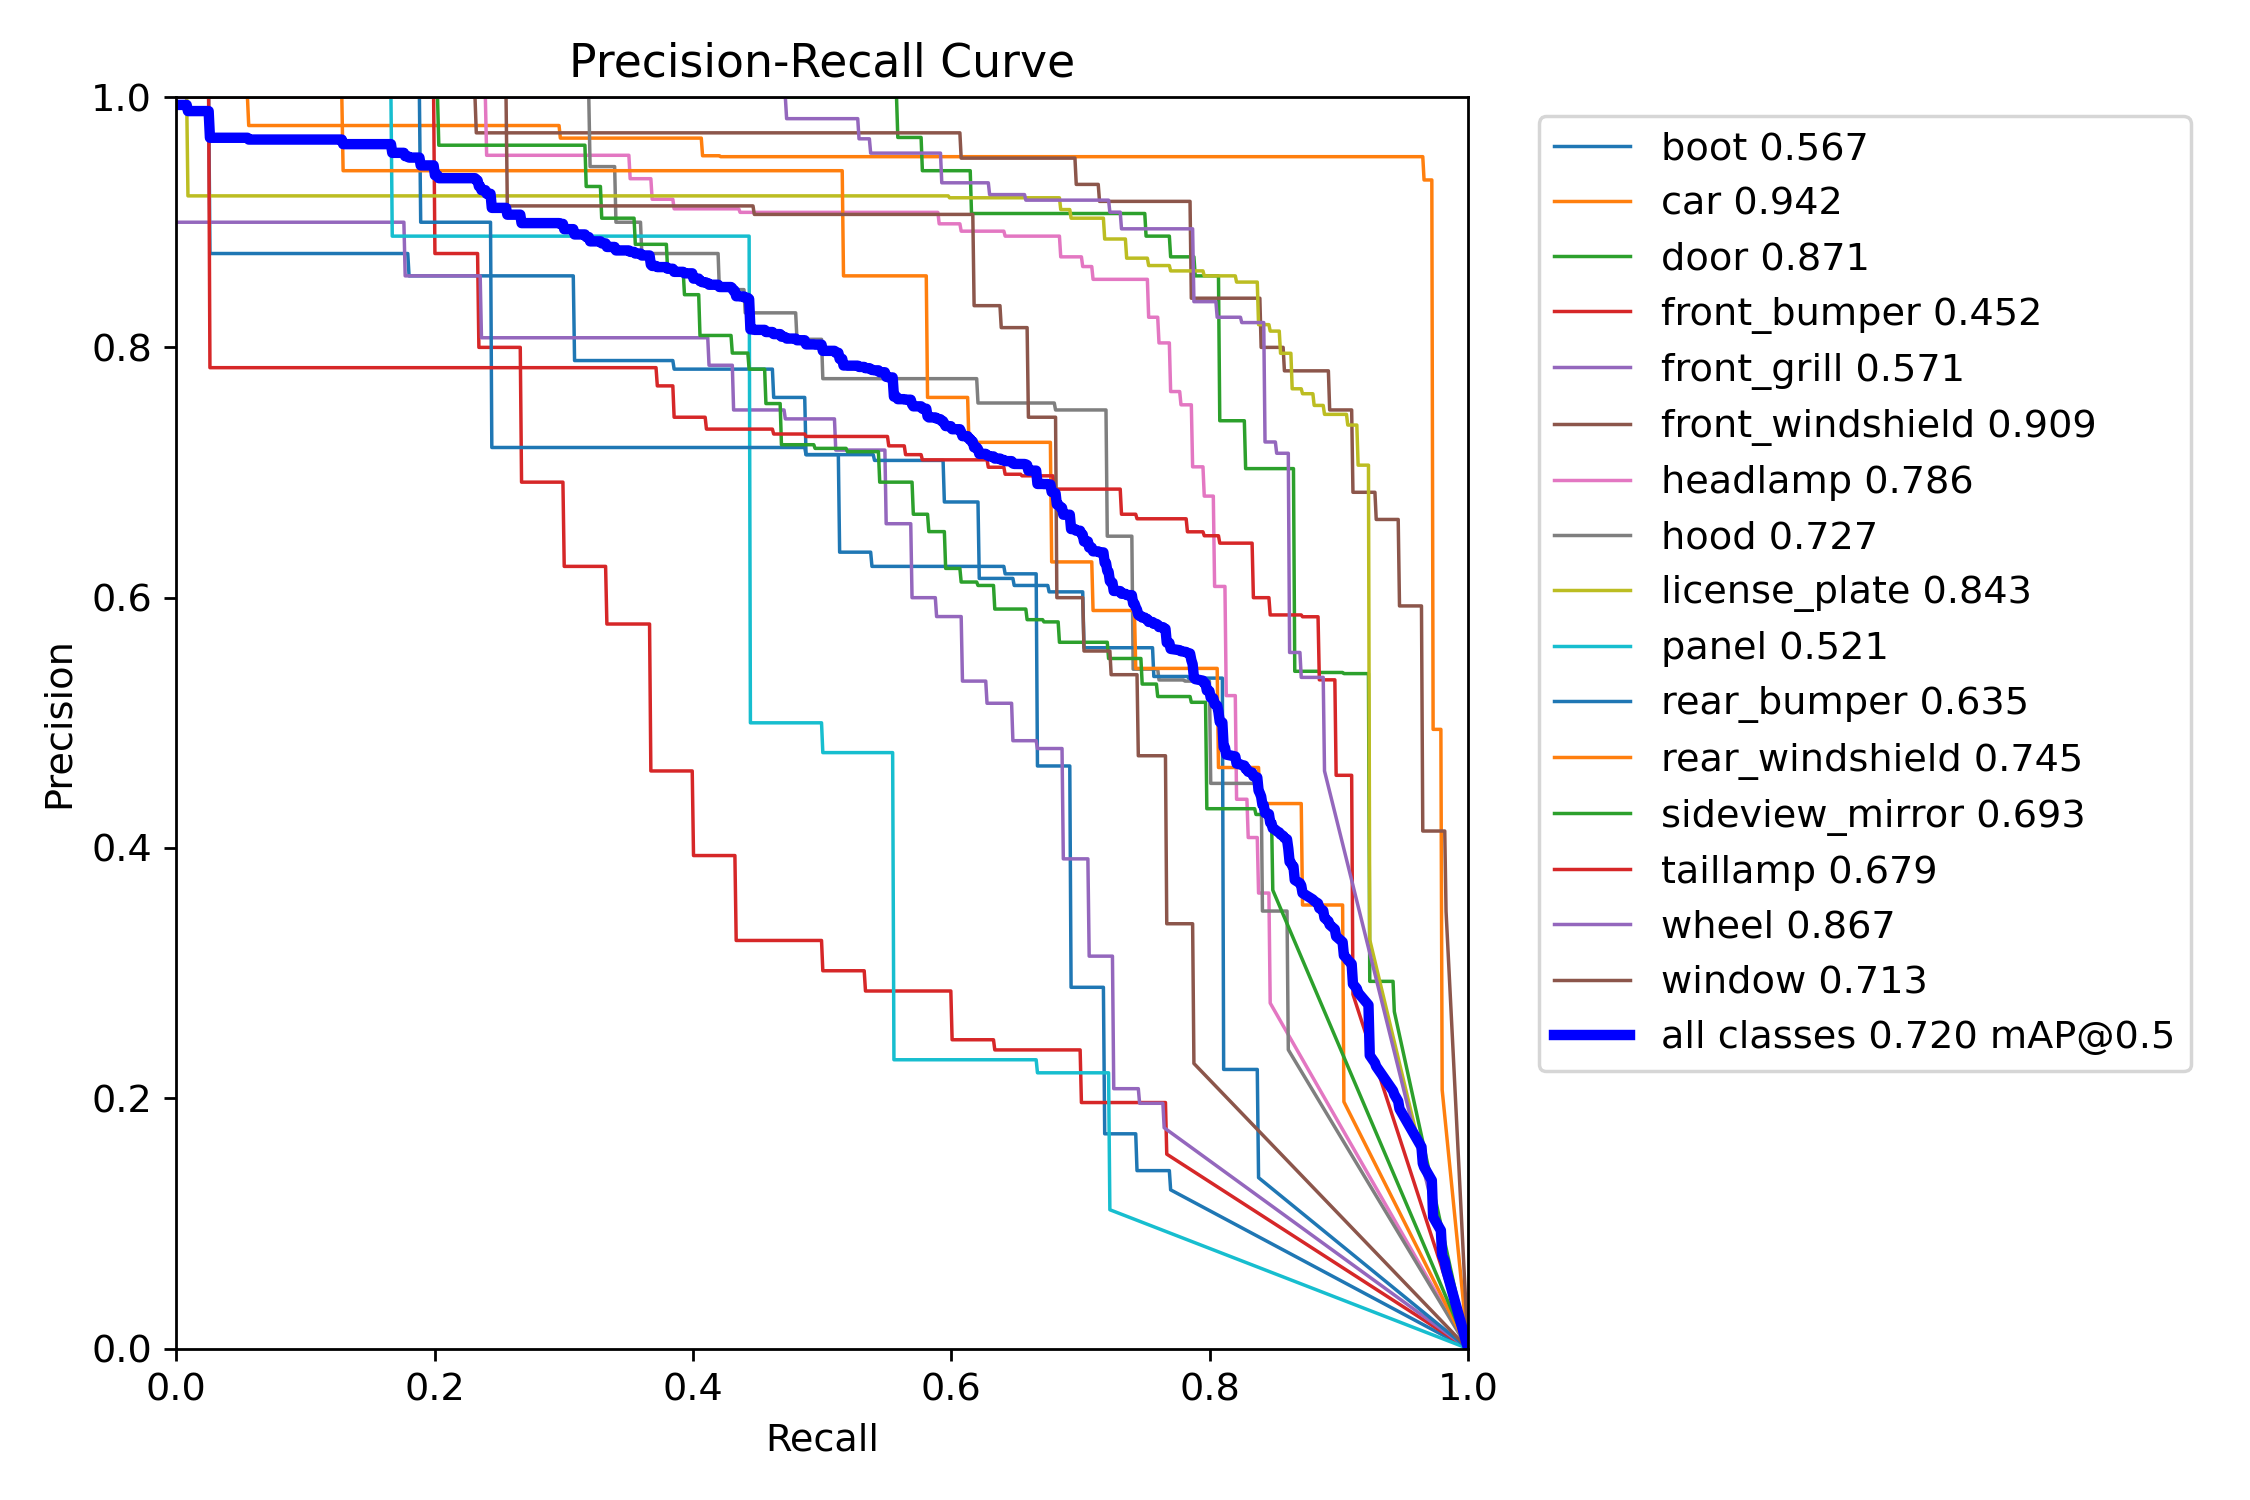 Precision-Recall Curve
1.0
0.8
0.6
0.4
0.2
0.0
Precision
0.0 0.2 0.4 0.6 0.8 1.0
Recall
boot 0.567
car 0.942
door 0.871
front_bumper 0.452
front_grill 0.571
front_windshield 0.909
headlamp 0.786
hood 0.727
license_plate 0.843
panel 0.521
rear_bumper 0.635
rear_windshield 0.745
sideview_mirror 0.693
taillamp 0.679
wheel 0.867
window 0.713
all classes 0.720 mAP@0.5